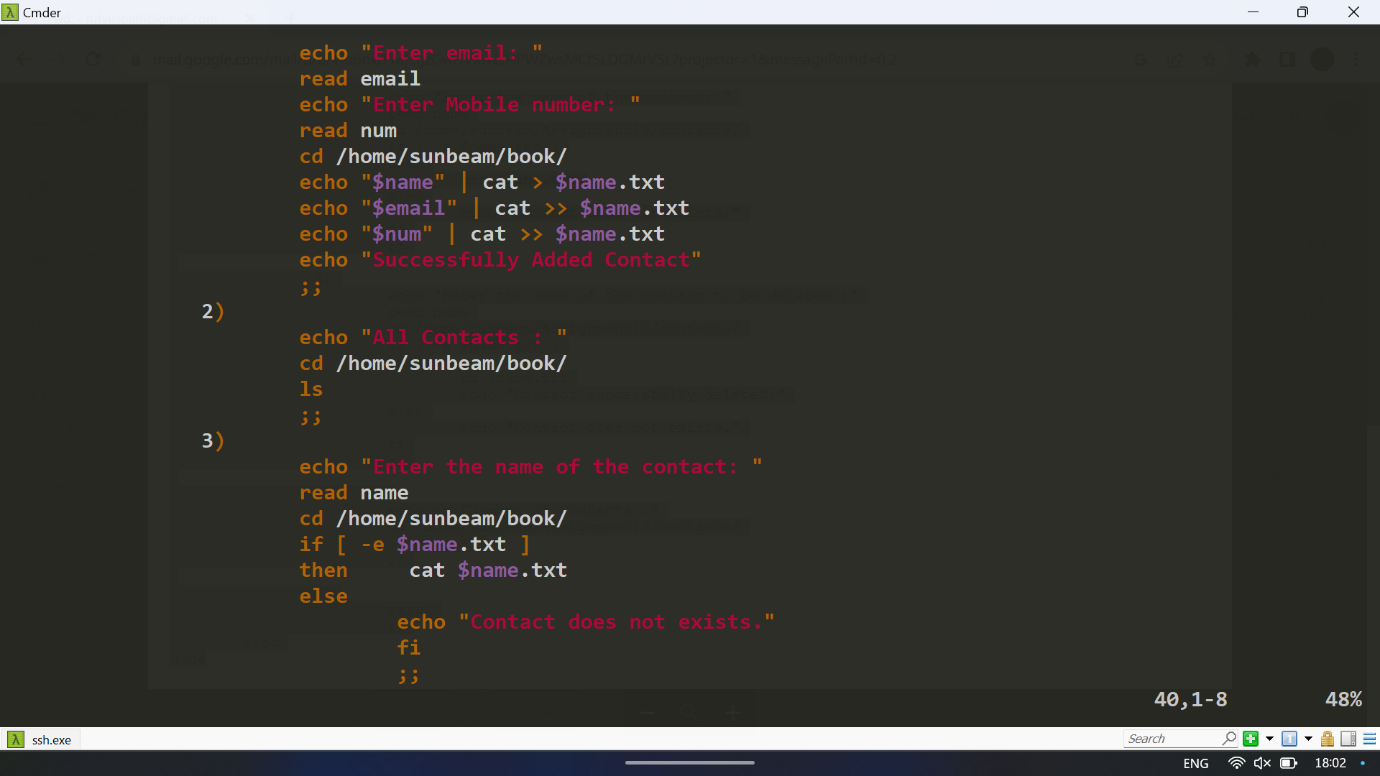 Cmder
echo "Enter email: "
read email
echo "Enter Mobile number: "
read num
cd /home/sunbeam/book/
echo "$name" | cat > $name.txt
echo "$email" | cat >> $name.txt
echo "$num" | cat >> $name.txt
echo "Successfully Added Contact"
;;
2)
echo "All Contacts : "
cd /home/sunbeam/book/
ls
;;
3)
echo "Enter the name of the contact: "
read name
cd /home/sunbeam/book/
if [ -e $name.txt ]
then cat $name.txt
else
echo "Contact does not exists."
fi
;;
40,1-8 48%
ssh.exe Search
ENG 18:02